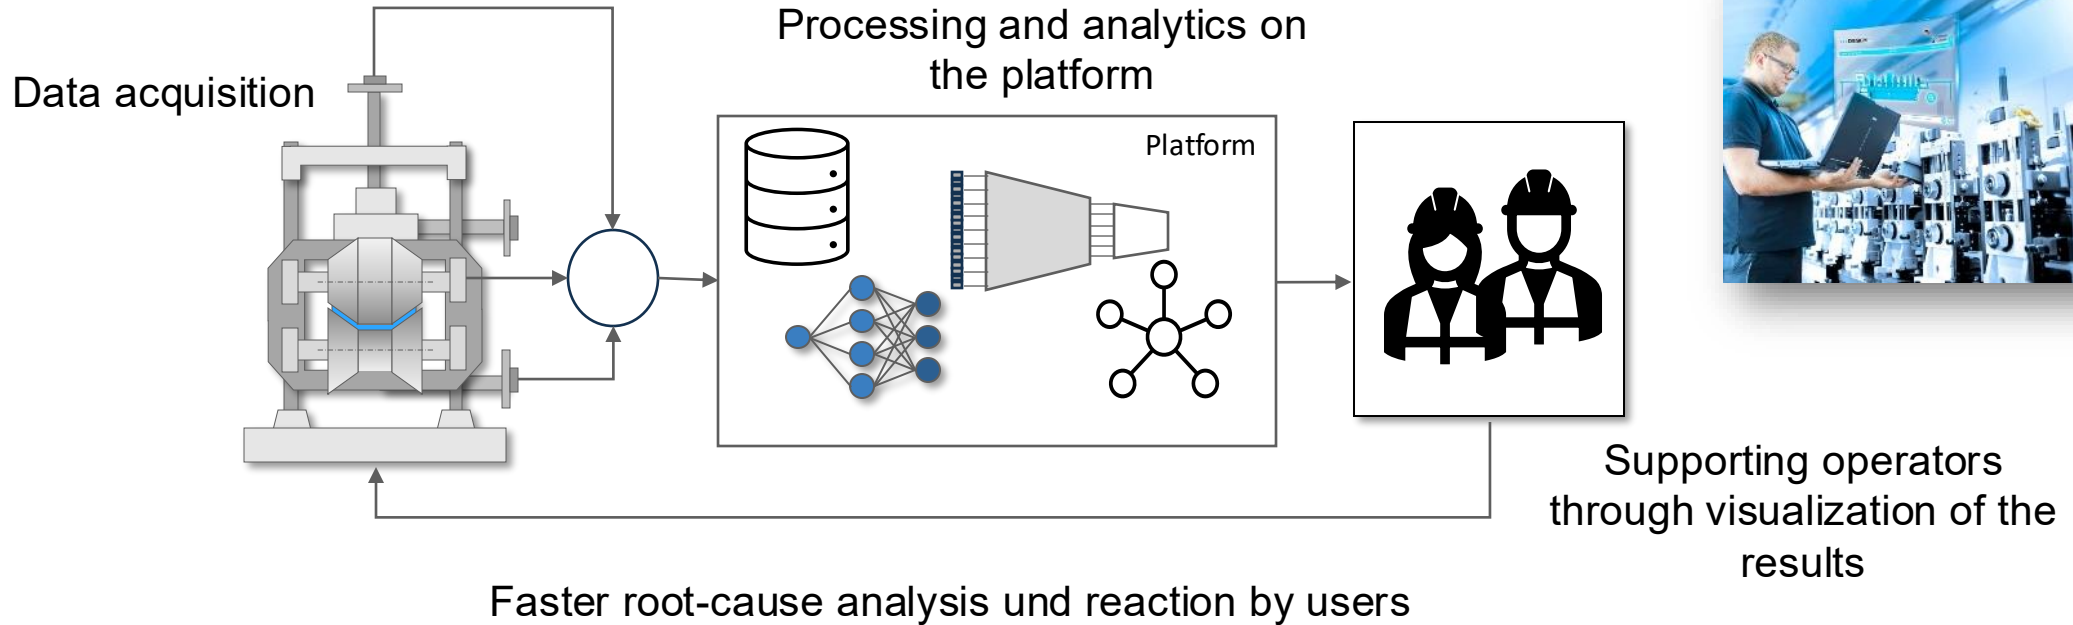 Processing and analytics on
the platform
Data acquisition
Platform
Supporting operators
through visualization of the
results
Faster root-cause analysis und reaction by users